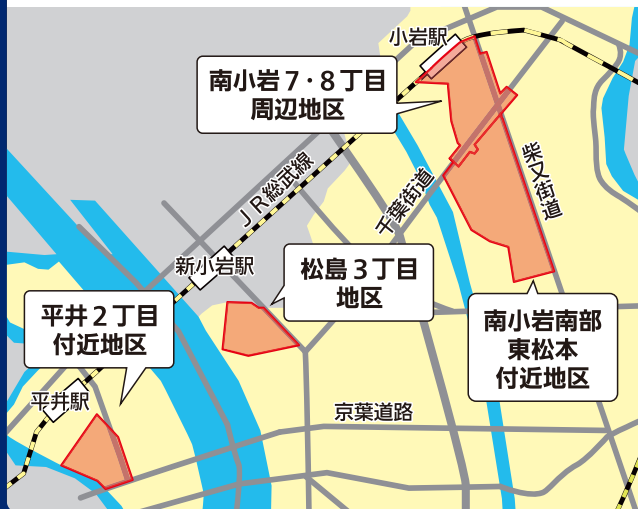 小岩駅
南小岩7・8丁目
周辺地区
柴又街道
千葉街道
JR総武線
新小岩駅
松島3丁目
地区
平井2丁目
付近地区
南小岩南部
東松本
付近地区
平井駅
京葉道路